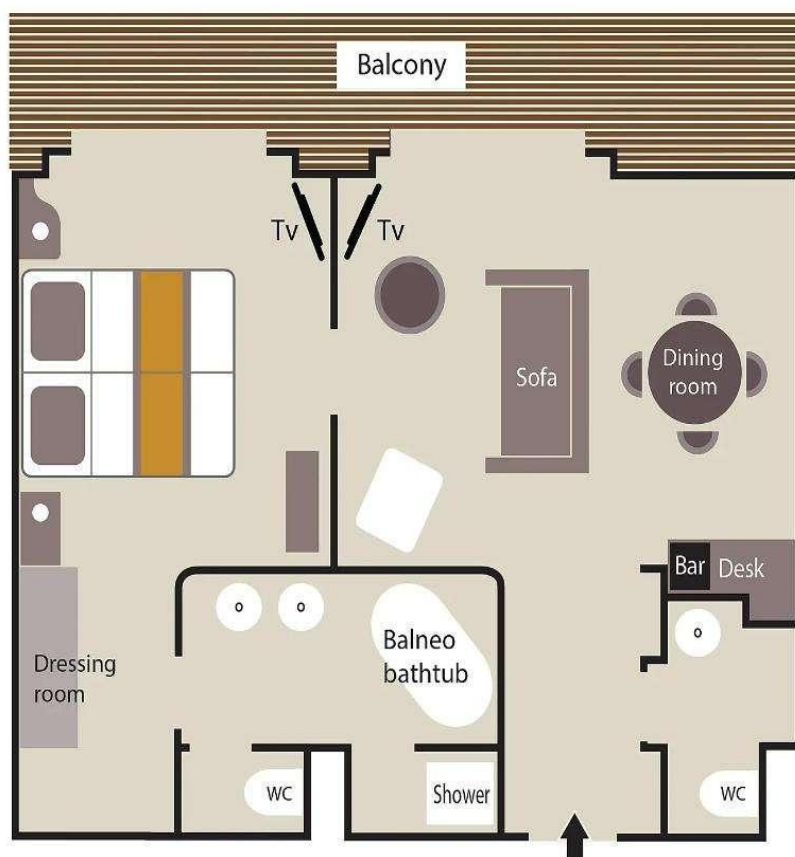 Balcony
Tv
Tv
Sofa
Dining
room
Bar
Desk
Dressing
room
Balneo
bathtub
WC
Shower
WC